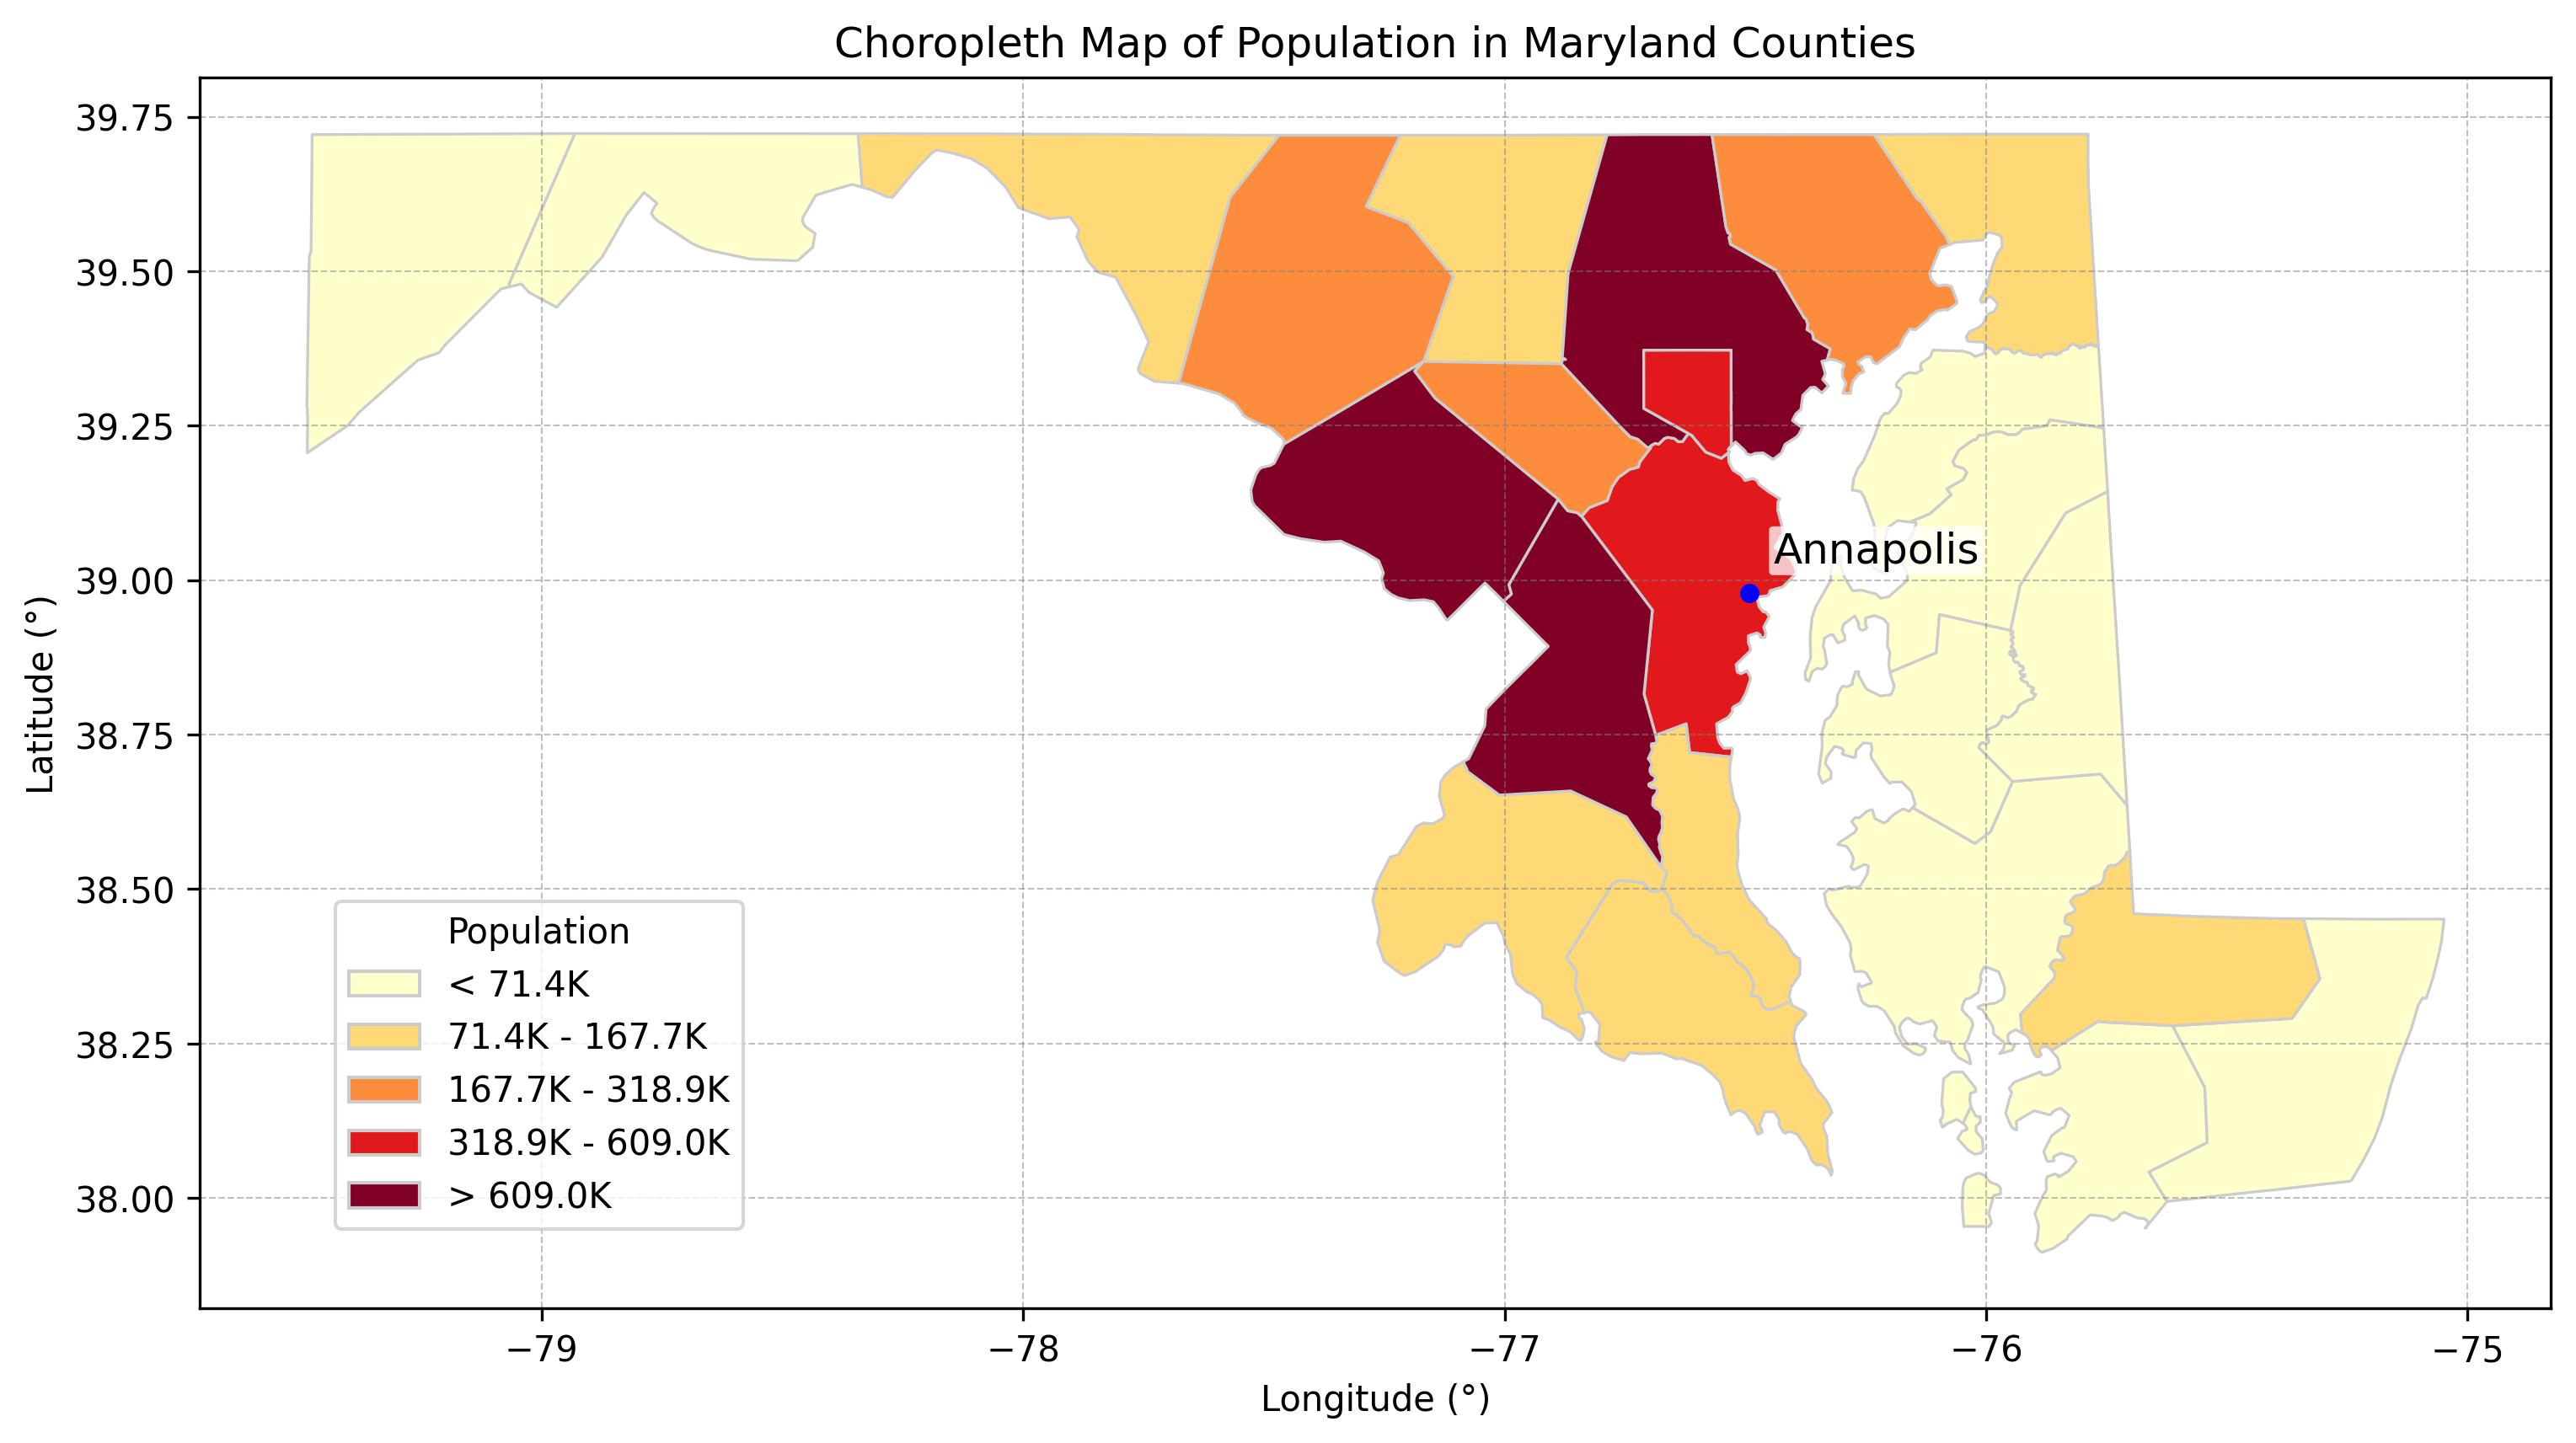 Choropleth Map of Population in Maryland Counties
39.75
39.50
39.25
39.00
38.75
38.50
38.25
38.00
Latitude (°)
Annapolis
Population
< 71.4K
71.4K - 167.7K
167.7K - 318.9K
318.9K - 609.0K
> 609.0K
−79 −78 −77 −76 −75
Longitude (°)